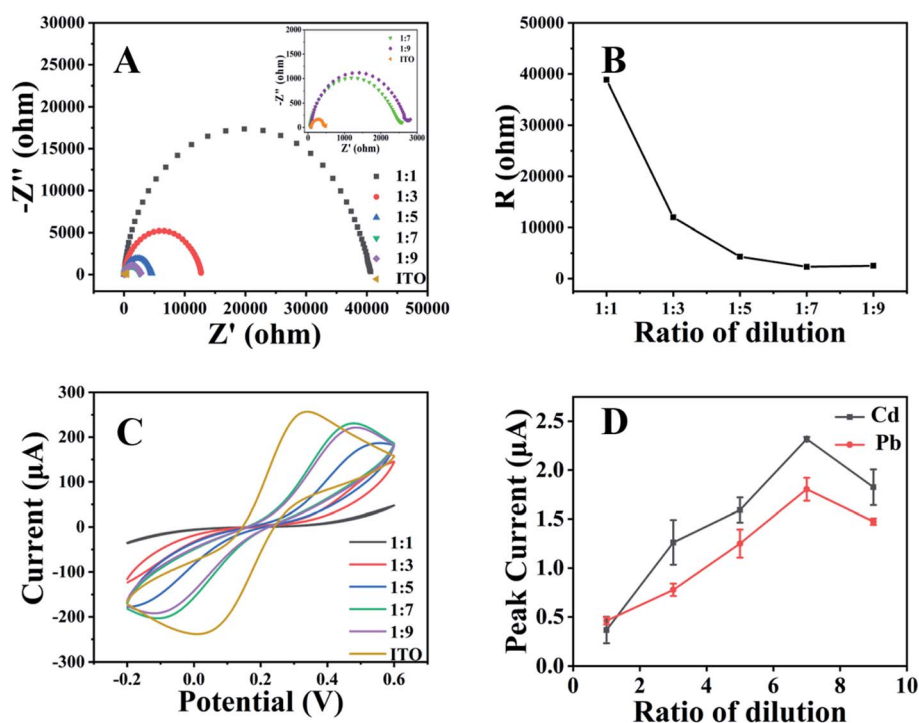 A
-Z'' (ohm)
30000
25000
20000
15000
10000
5000
0
0 10000 20000 30000 40000 50000
Z' (ohm)
1:1
1:3
1:5
1:7
1:9
ITO
-Z'' (ohm)
2000
1500
1000
500
0
0 1000 2000 3000
Z' (ohm)
1:7
1:9
ITO
B
R (ohm)
50000
40000
30000
20000
10000
0
1:1 1:3 1:5 1:7 1:9
Ratio of dilution
C
Current (µA)
300
200
100
0
-100
-200
-300
-0.2 0.0 0.2 0.4 0.6
Potential (V)
1:1
1:3
1:5
1:7
1:9
ITO
D
Peak Current (µA)
2.5
2.0
1.5
1.0
0.5
0.0
0 2 4 6 8 10
Ratio of dilution
Cd
Pb